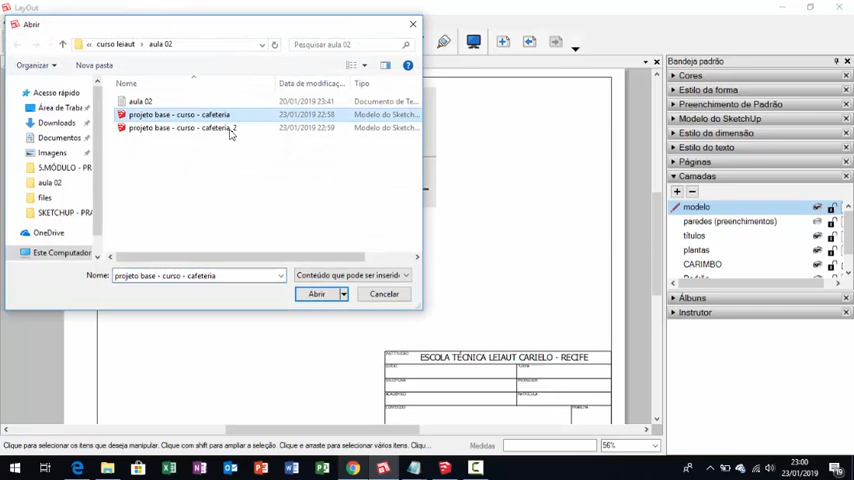 LayOut
Abrir
« curso leiaut › aula 02
Pesquisar aula 02
Organizar
Nova pasta
Nome
Data de modificaç...
Tipo
Acesso rápido
Área de Traba
Downloads
Documentos
Imagens
5.MÓDULO - PR
aula 02
files
SKETCHUP - PRA
OneDrive
Este Computador
aula 02 20/01/2019 23:41 Documento de Te...
projeto base - curso - cafeteria 23/01/2019 22:58 Modelo do Sketch...
projeto base - curso - cafeteria_2 23/01/2019 22:59 Modelo do Sketch...
Nome: projeto base - curso - cafeteria
Conteúdo que pode ser inserido
Abrir
Cancelar
Bandeja padrão
Cores
Estilo da forma
Preenchimento de Padrão
Modelo do SketchUp
Estilo da dimensão
Estilo do texto
Páginas
Camadas
modelo
paredes (preenchimentos)
títulos
plantas
CARIMBO
Álbuns
Instrutor
ESCOLA TÉCNICA LEIAUT CARIELO - RECIFE
Clique para selecionar os itens que deseja manipular. Clique com shift para ampliar a seleção. Clique e arraste para selecionar vários itens. Cliqu...
Medidas
56%
23:00
23/01/2019